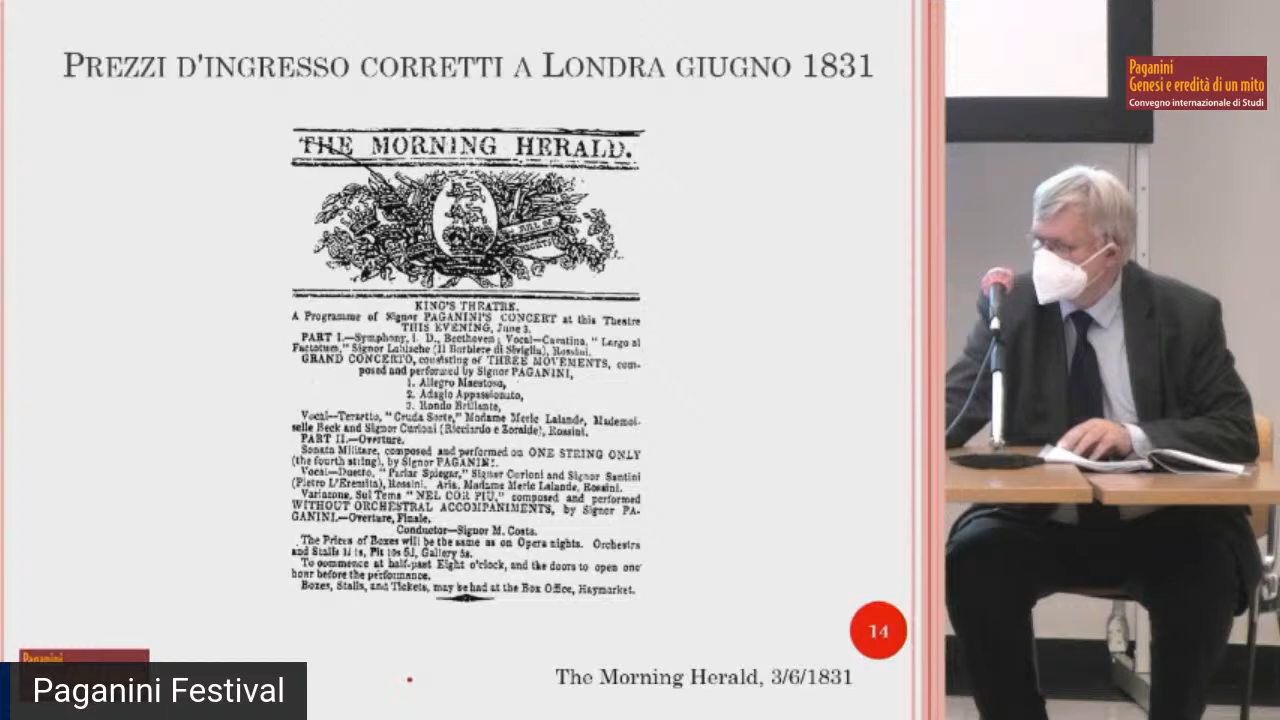 PREZZI D'INGRESSO CORRETTI A LONDRA GIUGNO 1831
THE MORNING HERALD.
BILL OF
RIGHTS
KING'S THEATRE.
A Programme of Signor PAGANINI'S CONCERT at this Theatre
THIS EVENING, June 3.
PART I.—Symphony, i. D., Beethoven; Vocal—Cavatina, "Largo al
Factotum," Signor Lablache (Il Barbiere di Siviglia), Rossini.
GRAND CONCERTO, consisting of THREE MOVEMENTS, com-
posed and performed by Signor PAGANINI,
1. Allegro Maestoso,
2. Adagio Appassionato,
3. Rondo Brillante,
Vocal—Terzetto, "Cruda Sorte," Madame Meric Lalande, Mademoi-
selle Beck and Signor Curioni (Ricciardo e Zoraide), Rossini.
PART II.—Overture.
Sonata Militare, composed and performed on ONE STRING ONLY
(the fourth string), by Signor PAGANINI.
Vocal—Duetto, "Parlar Spiegar," Signor Curioni and Signor Santini
(Pietro L'Eremita), Rossini. Aria, Madame Meric Lalande, Rossini.
Variazone, Sul Tema "NEL COR PIU," composed and performed
WITHOUT ORCHESTRAL ACCOMPANIMENTS, by Signor PA-
GANINI.—Overture, Finale.
Conductor—Signor M. Costa.
The Prices of Boxes will be the same as on Opera nights. Orchestra
and Stalls 1l 1s, Pit 10s 6d, Gallery 5s.
To commence at half-past Eight o'clock, and the doors to open one
hour before the performance.
Boxes, Stalls, and Tickets, may be had at the Box Office, Haymarket.
14
The Morning Herald, 3/6/1831
Paganini
Paganini Festival
Paganini
Genesi e eredità di un mito
Convegno internazionale di Studi